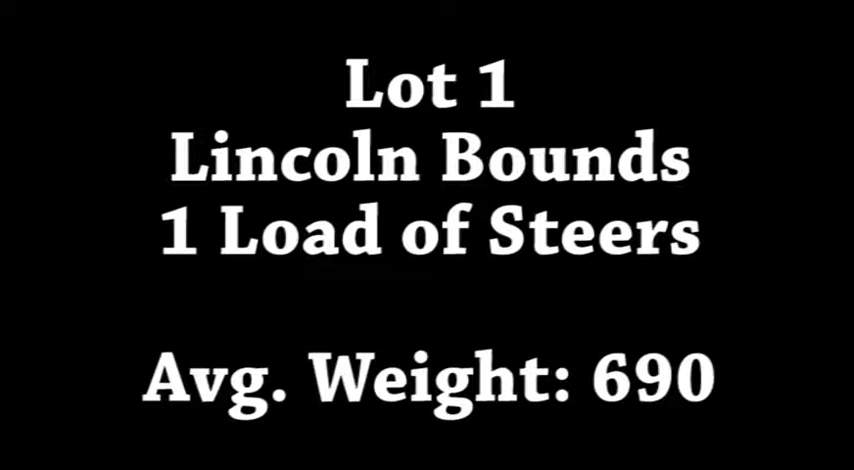 Lot 1
Lincoln Bounds
1 Load of Steers
Avg. Weight: 690